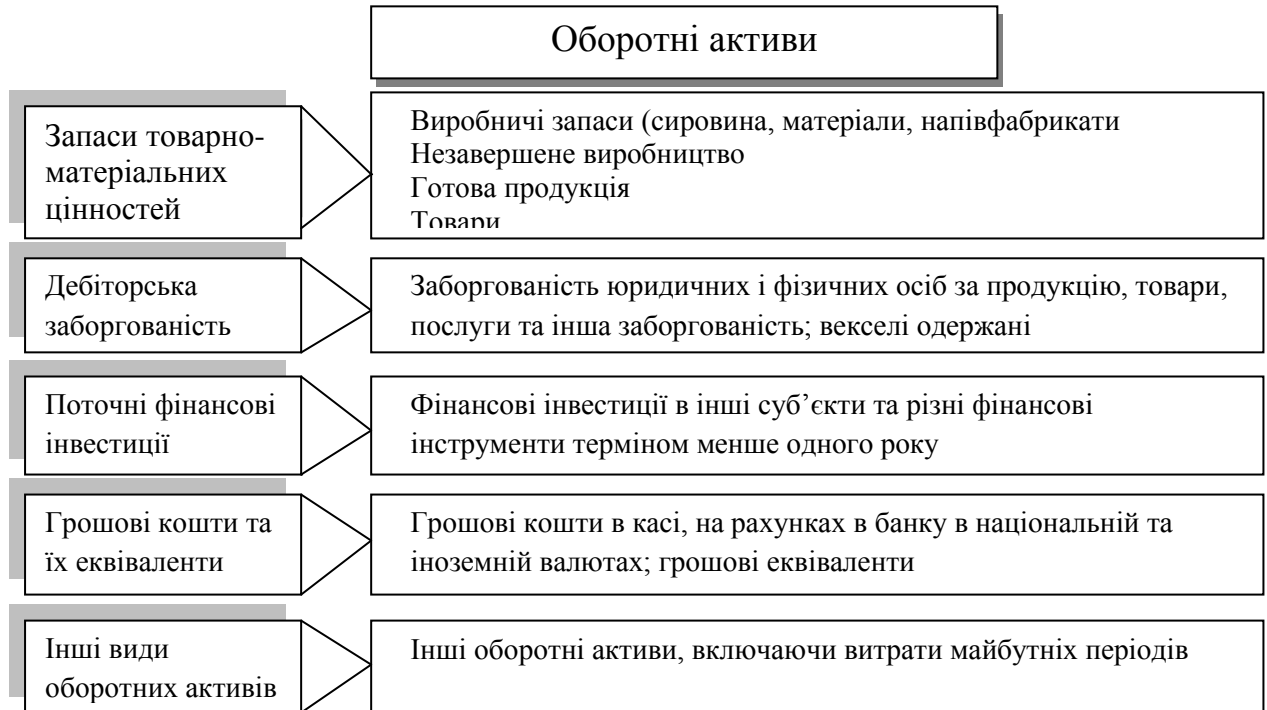 Оборотні активи
Запаси товарно-
матеріальних
цінностей
Виробничі запаси (сировина, матеріали, напівфабрикати
Незавершене виробництво
Готова продукція
Товари
Дебіторська
заборгованість
Заборгованість юридичних і фізичних осіб за продукцію, товари,
послуги та інша заборгованість; векселі одержані
Поточні фінансові
інвестиції
Фінансові інвестиції в інші суб’єкти та різні фінансові
інструменти терміном менше одного року
Грошові кошти та
їх еквіваленти
Грошові кошти в касі, на рахунках в банку в національній та
іноземній валютах; грошові еквіваленти
Інші види
оборотних активів
Інші оборотні активи, включаючи витрати майбутніх періодів